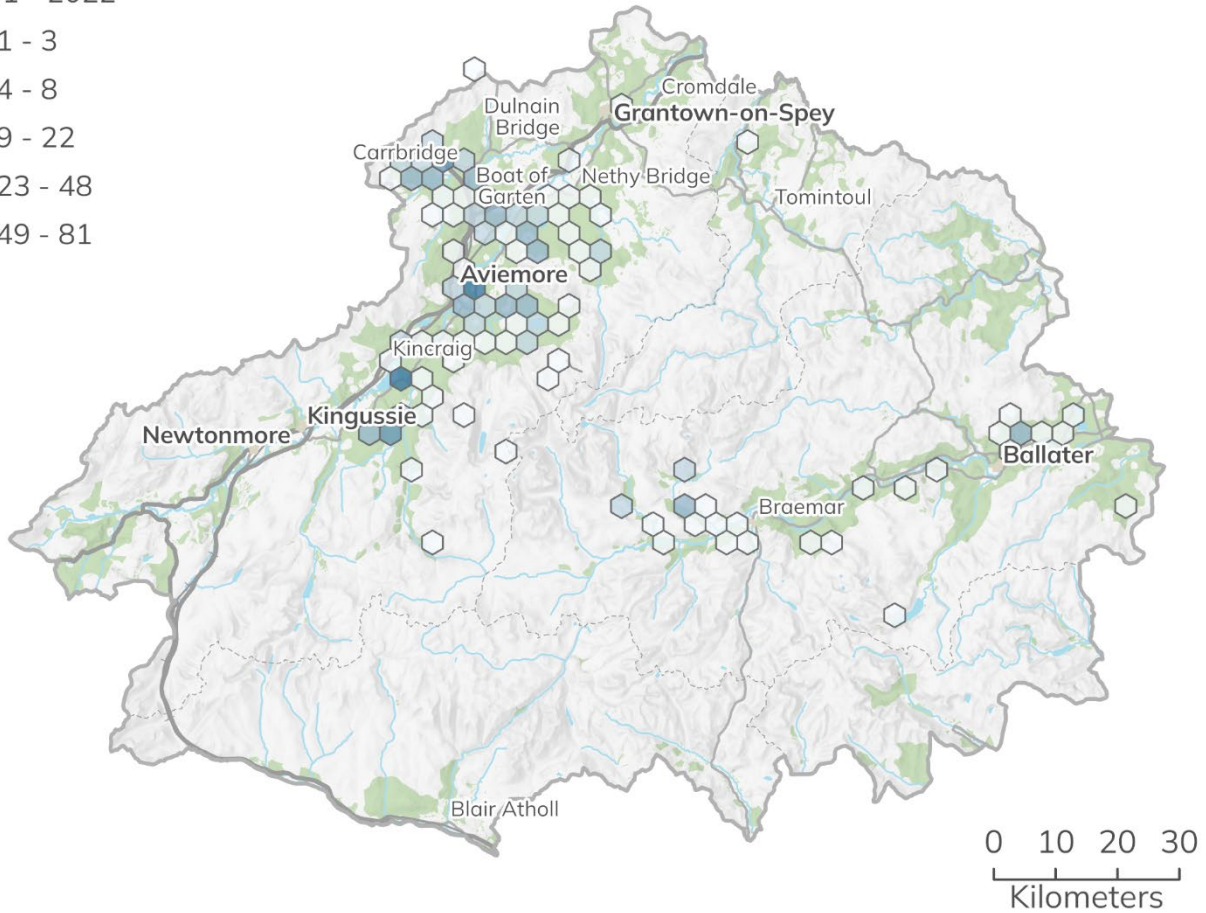 - 2022
1 - 3
4 - 8
9 - 22
23 - 48
49 - 81
Cromdale
Grantown-on-Spey
Dulnain
Bridge
Carrbridge
Boat of
Garten
Nethy Bridge
Tomintoul
Aviemore
Kincraig
Kingussie
Newtonmore
Ballater
Braemar
Blair Atholl
0 10 20 30
Kilometers